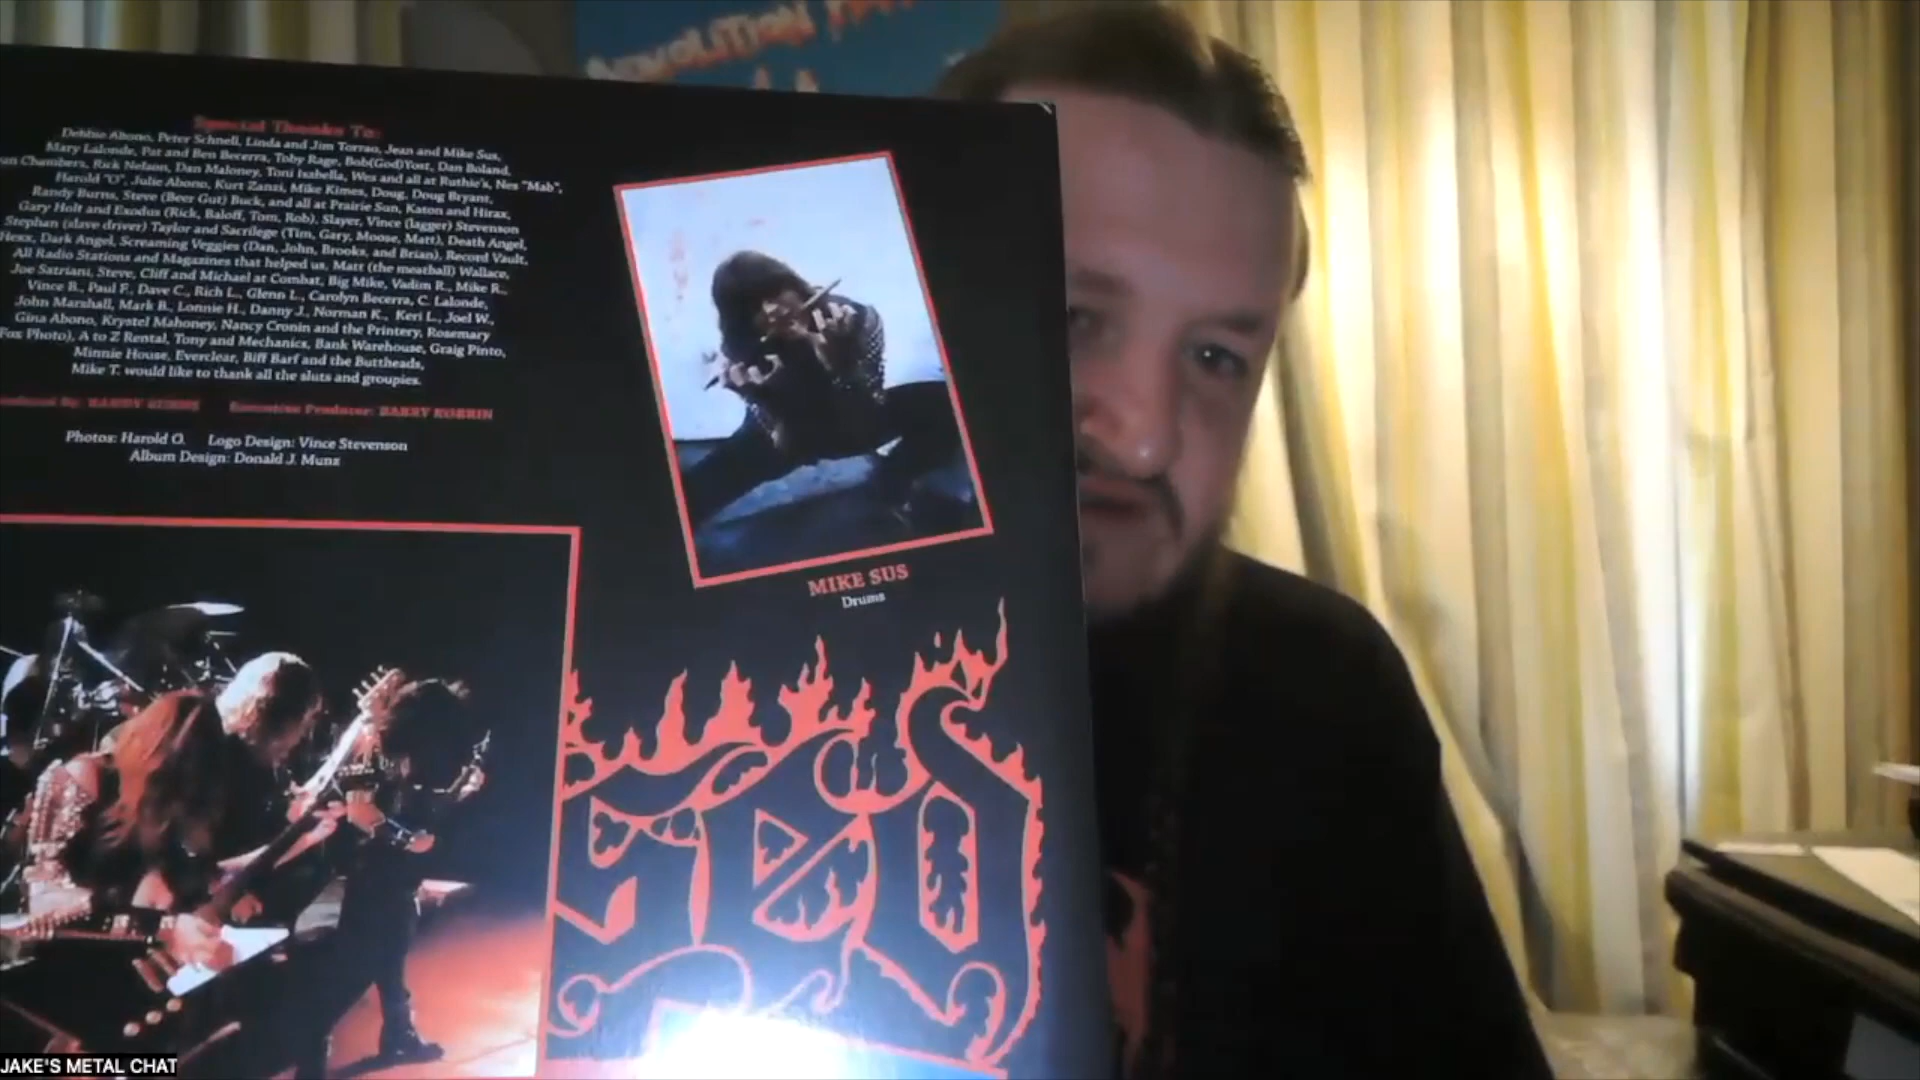 DEMOLITION
Special Thanks To:
Debbie Abono, Peter Schnell, Linda and Jim Torrao, Jean and Mike Sus,
Mary Lalonde, Pat and Ben Becerra, Toby Rage, Bob(God)Yost, Dan Boland,
un Chambers, Rick Nelson, Dan Maloney, Toni Isabella, Wes and all at Ruthie's, Nes "Mab",
Harold "O", Julie Abono, Kurt Zanzi, Mike Kimes, Doug, Doug Bryant,
Randy Burns, Steve (Beer Gut) Buck, and all at Prairie Sun, Katon and Hirax,
Gary Holt and Exodus (Rick, Baloff, Tom, Rob), Slayer, Vince (lagger) Stevenson
Stephan (slave driver) Taylor and Sacrilege (Tim, Gary, Moose, Matt), Death Angel,
Hexx, Dark Angel, Screaming Veggies (Dan, John, Brooks, and Brian), Record Vault,
All Radio Stations and Magazines that helped us, Matt (the meatball) Wallace,
Joe Satriani, Steve, Cliff and Michael at Combat, Big Mike, Vadim R., Mike R.,
Vince B., Paul F., Dave C., Rich L., Glenn L., Carolyn Becerra, C. Lalonde,
John Marshall, Mark B., Lonnie H., Danny J., Norman K., Keri L., Joel W.,
Gina Abono, Krystel Mahoney, Nancy Cronin and the Printery, Rosemary
Fox Photo), A to Z Rental, Tony and Mechanics, Bank Warehouse, Graig Pinto,
Minnie House, Everclear, Biff Barf and the Buttheads,
Mike T. would like to thank all the sluts and groupies.
By: RANDY BURNS Executive Producer: BARRY KOBRIN
Photos: Harold O. Logo Design: Vince Stevenson
Album Design: Donald J. Munz
MIKE SUS
Drums
JAKE'S METAL CHAT